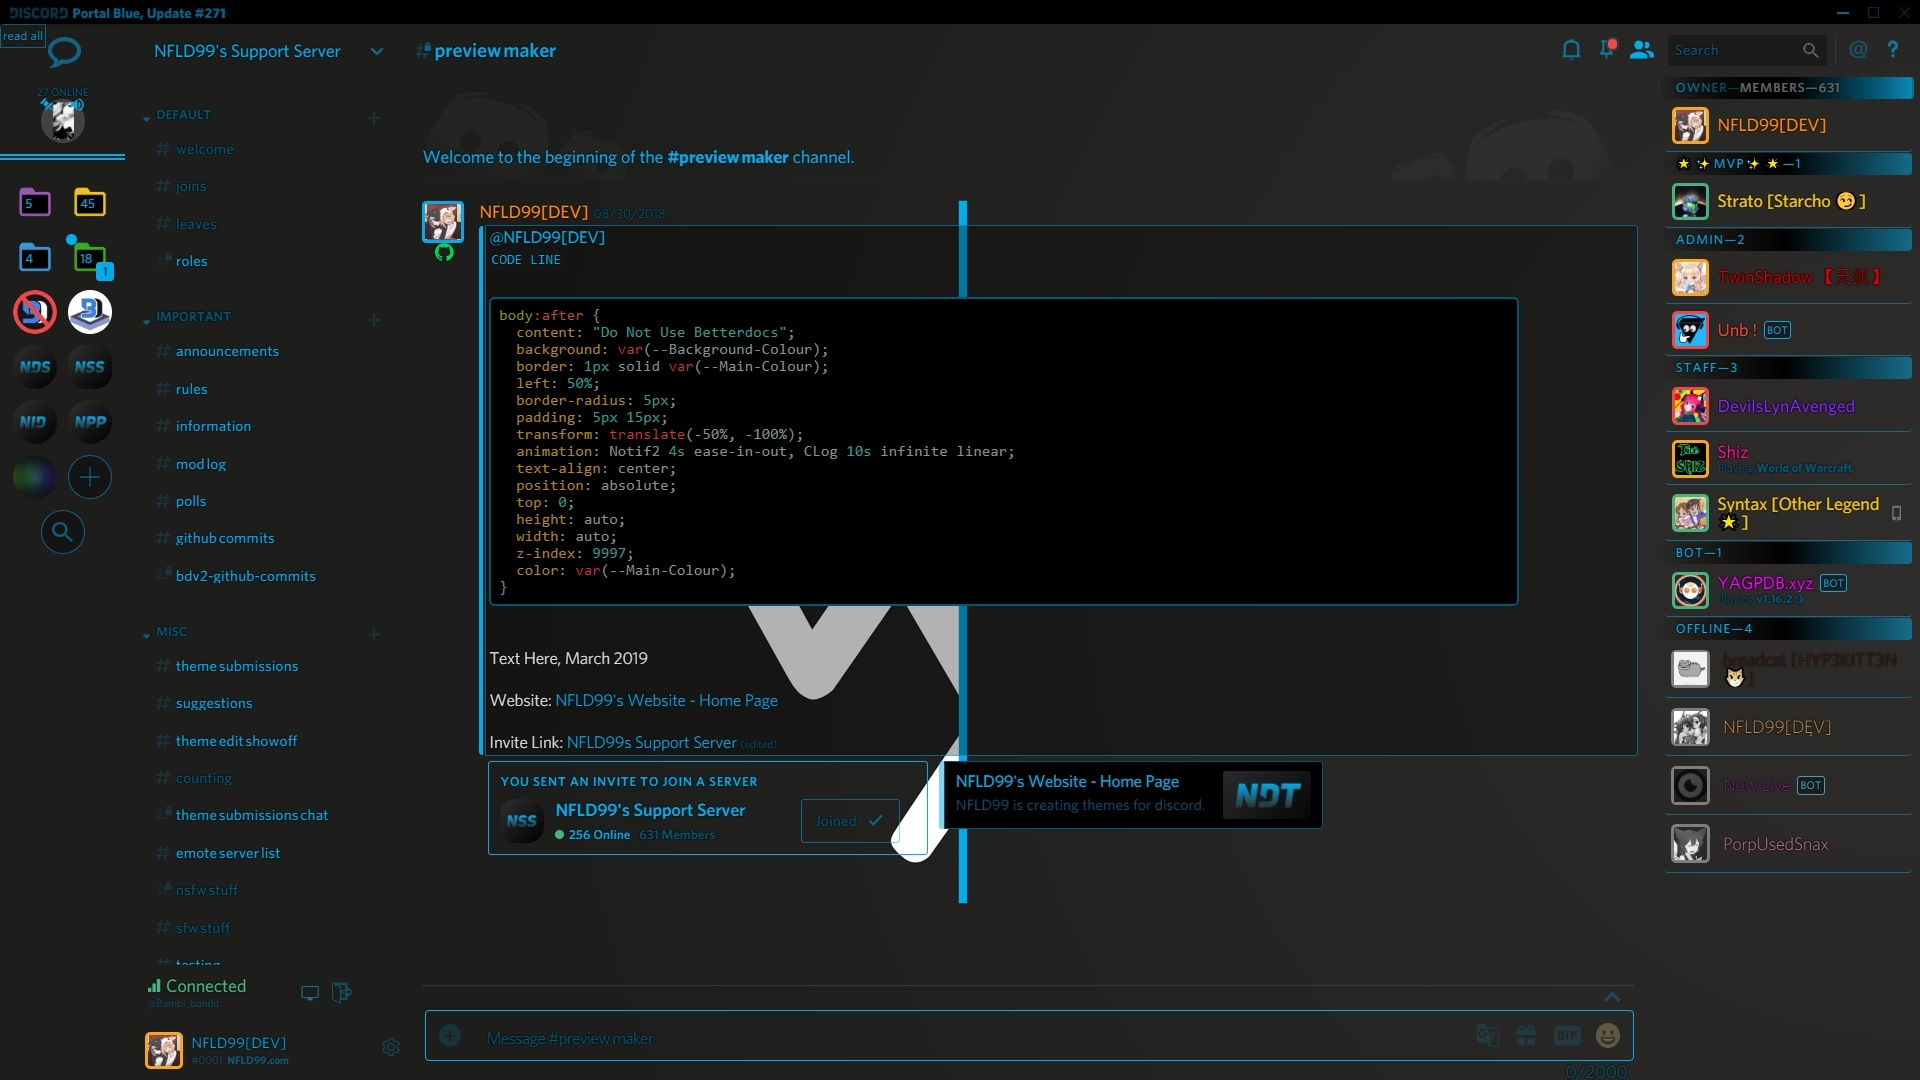 DISCORD Portal Blue, Update #271
read all
27 ONLINE
5
45
4
18
1
NDS
NSS
NID
NPP
NFLD99's Support Server
DEFAULT
# welcome
# joins
# leaves
# roles
IMPORTANT
# announcements
# rules
# information
# mod log
# polls
# github commits
# bdv2-github-commits
MISC
# theme submissions
# suggestions
# theme edit showoff
# counting
# theme submissions chat
# emote server list
# nsfw stuff
# sfw stuff
# testing
Connected
@Bambi_bandit
NFLD99[DEV]
#0001 NFLD99.com
#preview maker
Search
Welcome to the beginning of the #preview maker channel.
NFLD99[DEV] 08/30/2018
@NFLD99[DEV]
CODE LINE
body:after {
content: "Do Not Use Betterdocs";
background: var(--Background-Colour);
border: 1px solid var(--Main-Colour);
left: 50%;
border-radius: 5px;
padding: 5px 15px;
transform: translate(-50%, -100%);
animation: Notif2 4s ease-in-out, CLog 10s infinite linear;
text-align: center;
position: absolute;
top: 0;
height: auto;
width: auto;
z-index: 9997;
color: var(--Main-Colour);
}
Text Here, March 2019
Website: NFLD99's Website - Home Page
Invite Link: NFLD99s Support Server (edited)
YOU SENT AN INVITE TO JOIN A SERVER
NSS
NFLD99's Support Server
256 Online 631 Members
Joined
NFLD99's Website - Home Page
NFLD99 is creating themes for discord.
NDT
Message #preview maker
GIF
0/2000
OWNER—MEMBERS—631
NFLD99[DEV]
🌟 ✨MVP✨ 🌟—1
Strato [Starcho 😏]
ADMIN—2
TwinShadow 【天狐】
Unb ! BOT
STAFF—3
DevilsLynAvenged
Shiz
Playing World of Warcraft
Syntax [Other Legend
🌟]
BOT—1
YAGPDB.xyz BOT
Playing v1.16.2 :)
OFFLINE—4
breadcat [HYP3KITT3N
🐱]
NFLD99[DEV]
Now Live BOT
PorpUsedSnax